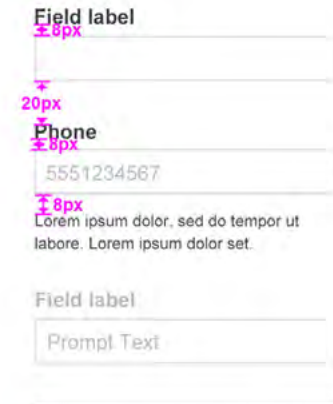 Field label
8px
20px
Phone
8px
5551234567
8px
Lorem ipsum dolor, sed do tempor ut
labore. Lorem ipsum dolor set.
Field label
Prompt Text